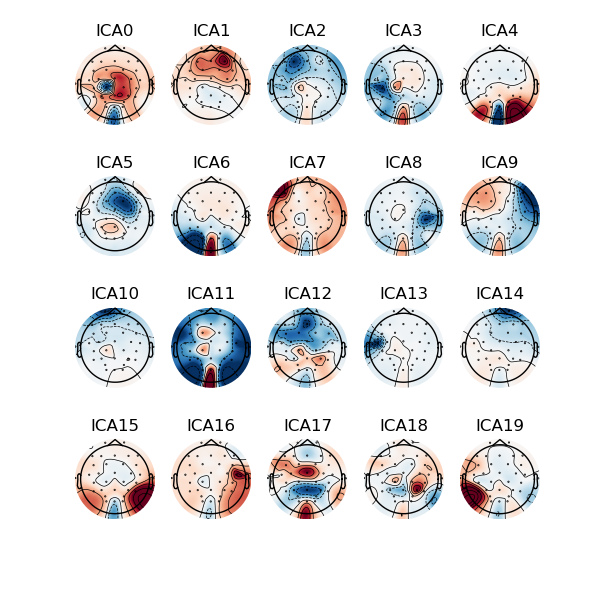 ICA0 ICA1 ICA2 ICA3 ICA4
ICA5 ICA6 ICA7 ICA8 ICA9
ICA10 ICA11 ICA12 ICA13 ICA14
ICA15 ICA16 ICA17 ICA18 ICA19